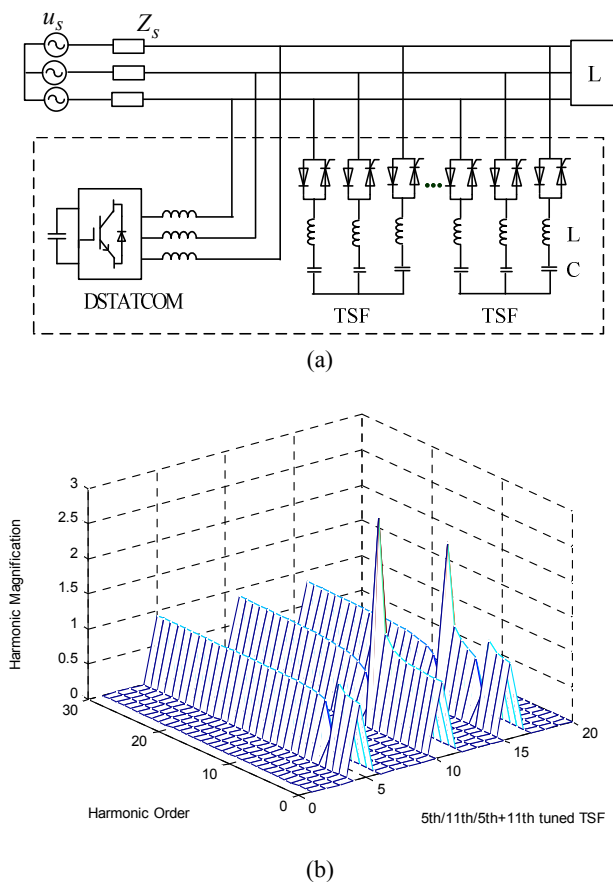 u_s Z_s
L
L
C
DSTATCOM
TSF TSF
(a)
3
2.5
2
1.5
1
0.5
0
30
20
10
0
0
5
10
15
20
Harmonic Magnification
Harmonic Order
5th/11th/5th+11th tuned TSF
(b)